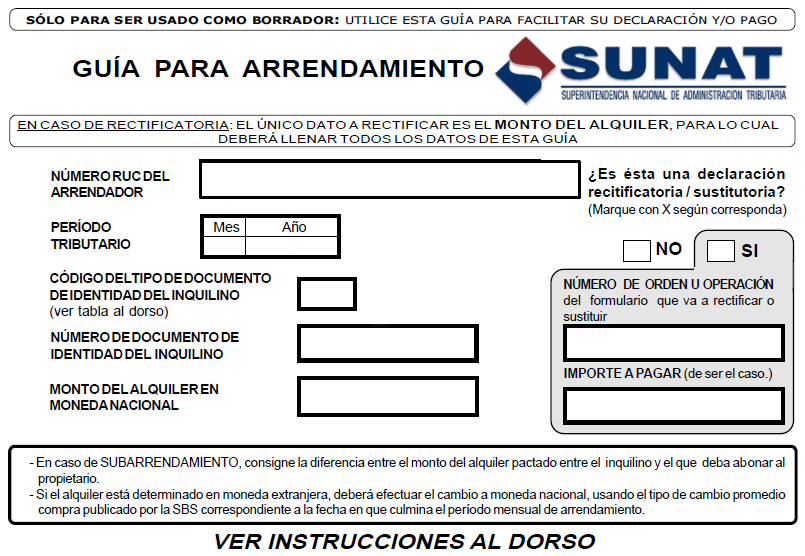 SÓLO PARA SER USADO COMO BORRADOR: UTILICE ESTA GUÍA PARA FACILITAR SU DECLARACIÓN Y/O PAGO
GUÍA PARA ARRENDAMIENTO
SUNAT
SUPERINTENDENCIA NACIONAL DE ADMINISTRACION TRIBUTARIA
EN CASO DE RECTIFICATORIA: EL ÚNICO DATO A RECTIFICAR ES EL MONTO DEL ALQUILER, PARA LO CUAL
DEBERÁ LLENAR TODOS LOS DATOS DE ESTA GUÍA
NÚMERO RUC DEL
ARRENDADOR
¿Es ésta una declaración
recitificatoria / sustitutoria?
(Marque con X según corresponda)
PERÍODO
TRIBUTARIO
Mes Año
NO SI
CÓDIGO DEL TIPO DE DOCUMENTO
DE IDENTIDAD DEL INQUILINO
(ver tabla al dorso)
NÚMERO DE ORDEN U OPERACIÓN
del formulario que va a rectificar o
sustituir
NÚMERO DE DOCUMENTO DE
IDENTIDAD DEL INQUILINO
IMPORTE A PAGAR (de ser el caso.)
MONTO DEL ALQUILER EN
MONEDA NACIONAL
- En caso de SUBARRENDAMIENTO, consigne la diferencia entre el monto del alquiler pactado entre el inquilino y el que deba abonar al
propietario.
- Si el alquiler está determinado en moneda extranjera, deberá efectuar el cambio a moneda nacional, usando el tipo de cambio promedio
compra publicado por la SBS correspondiente a la fecha en que culmina el período mensual de arrendamiento.
VER INSTRUCCIONES AL DORSO